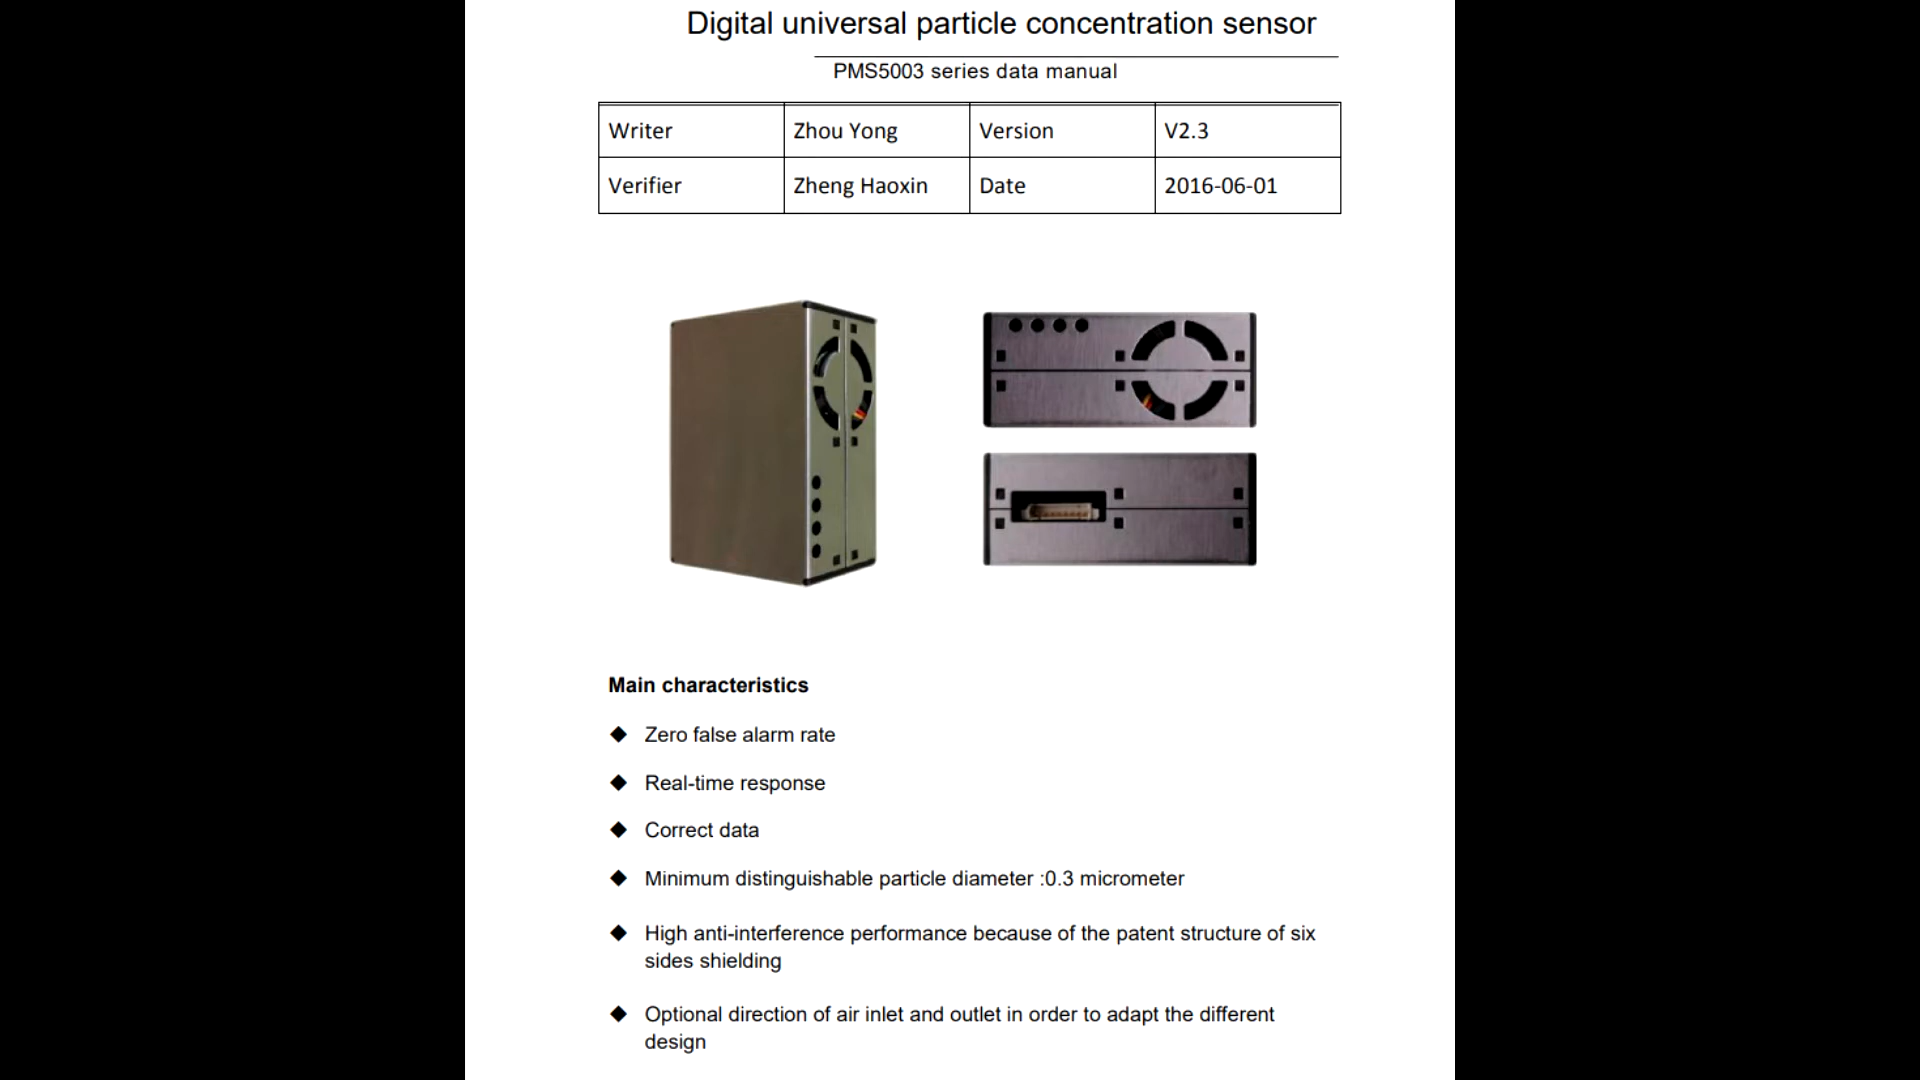 Digital universal particle concentration sensor
PMS5003 series data manual
Writer Zhou Yong Version V2.3
Verifier Zheng Haoxin Date 2016-06-01
Main characteristics
◆ Zero false alarm rate
◆ Real-time response
◆ Correct data
◆ Minimum distinguishable particle diameter :0.3 micrometer
◆ High anti-interference performance because of the patent structure of six
sides shielding
◆ Optional direction of air inlet and outlet in order to adapt the different
design